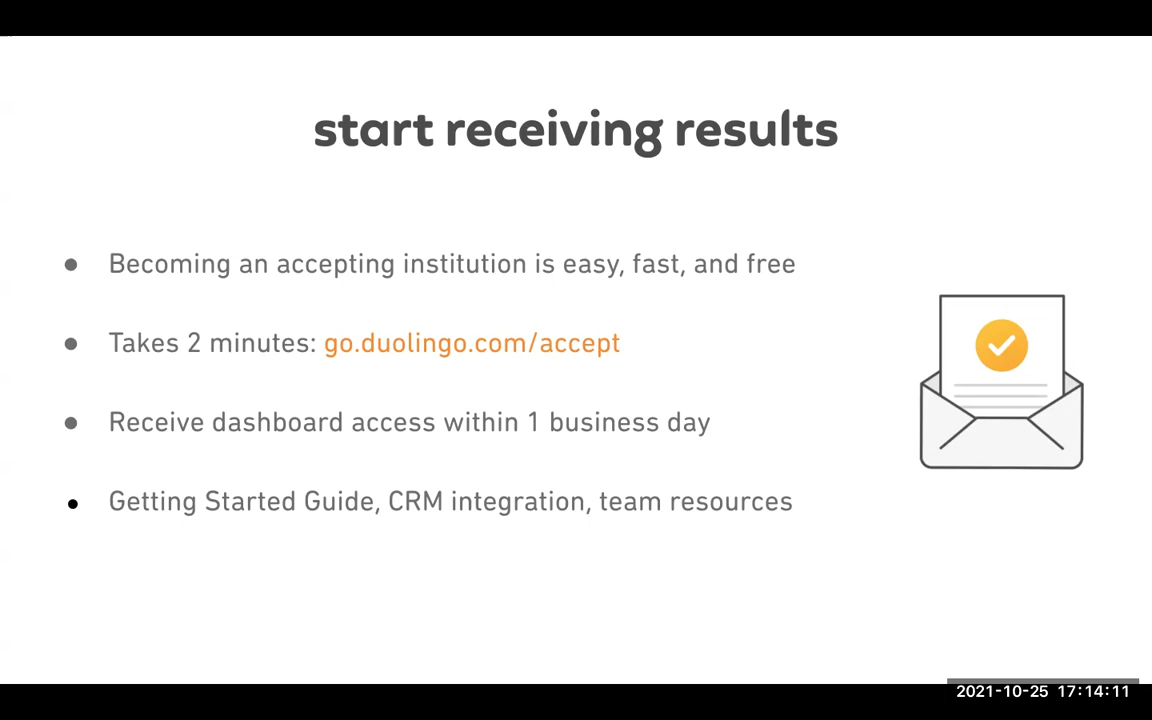 start receiving results
● Becoming an accepting institution is easy, fast, and free
● Takes 2 minutes: go.duolingo.com/accept
● Receive dashboard access within 1 business day
● Getting Started Guide, CRM integration, team resources
2021-10-25 17:14:11